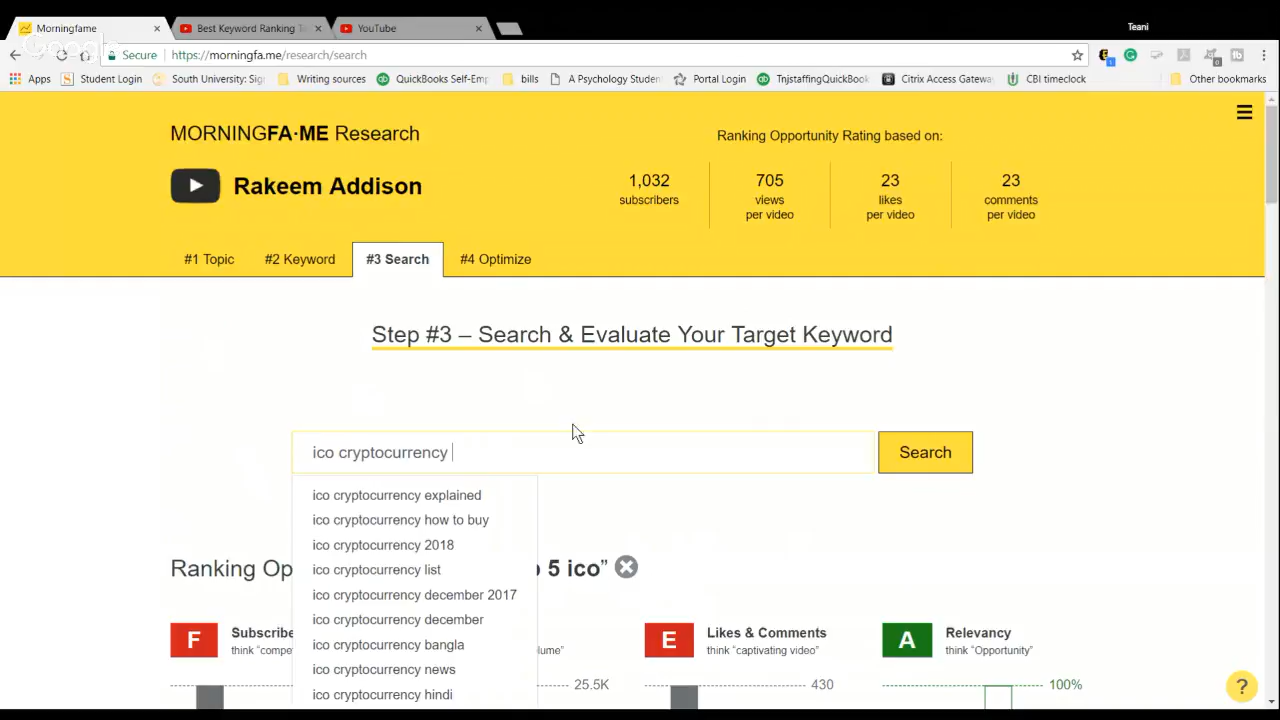 Morningfame
Best Keyword Ranking T
YouTube
Teani
Google
Secure https://morningfa.me/research/search
Apps Student Login South University: Sig Writing sources QuickBooks Self-Emp bills A Psychology Studen Portal Login TnjstaffingQuickBook Citrix Access Gateway CBI timeclock Other bookmarks
MORNINGFA·ME Research
Ranking Opportunity Rating based on:
Rakeem Addison
1,032 705 23 23
subscribers views likes comments
per video per video per video
#1 Topic #2 Keyword #3 Search #4 Optimize
Step #3 – Search & Evaluate Your Target Keyword
ico cryptocurrency
Search
ico cryptocurrency explained
ico cryptocurrency how to buy
ico cryptocurrency 2018
ico cryptocurrency list
ico cryptocurrency december 2017
ico cryptocurrency december
ico cryptocurrency bangla
ico cryptocurrency news
ico cryptocurrency hindi
Ranking Op 5 ico”
F Subscribe
think “compe
lume”
E Likes & Comments
think “captivating video”
A Relevancy
think “Opportunity”
25.5K 430 100%
?